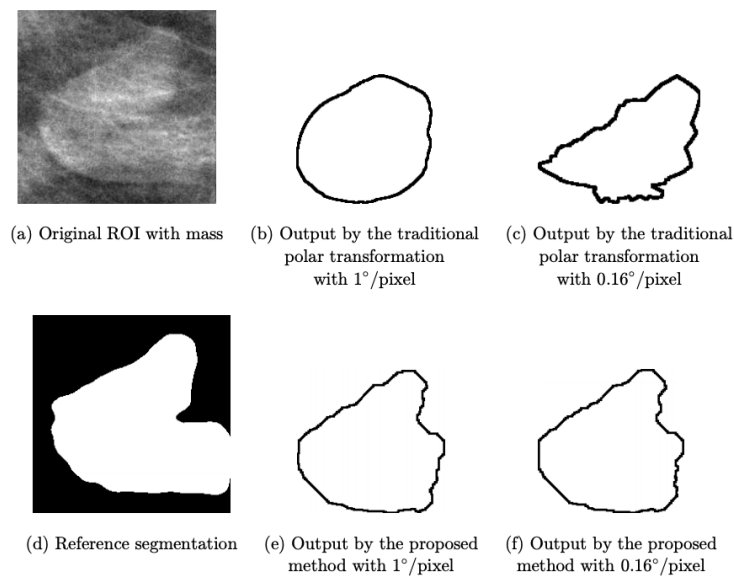 (a) Original ROI with mass
(b) Output by the traditional
polar transformation
with 1°/pixel
(c) Output by the traditional
polar transformation
with 0.16°/pixel
(d) Reference segmentation
(e) Output by the proposed
method with 1°/pixel
(f) Output by the proposed
method with 0.16°/pixel